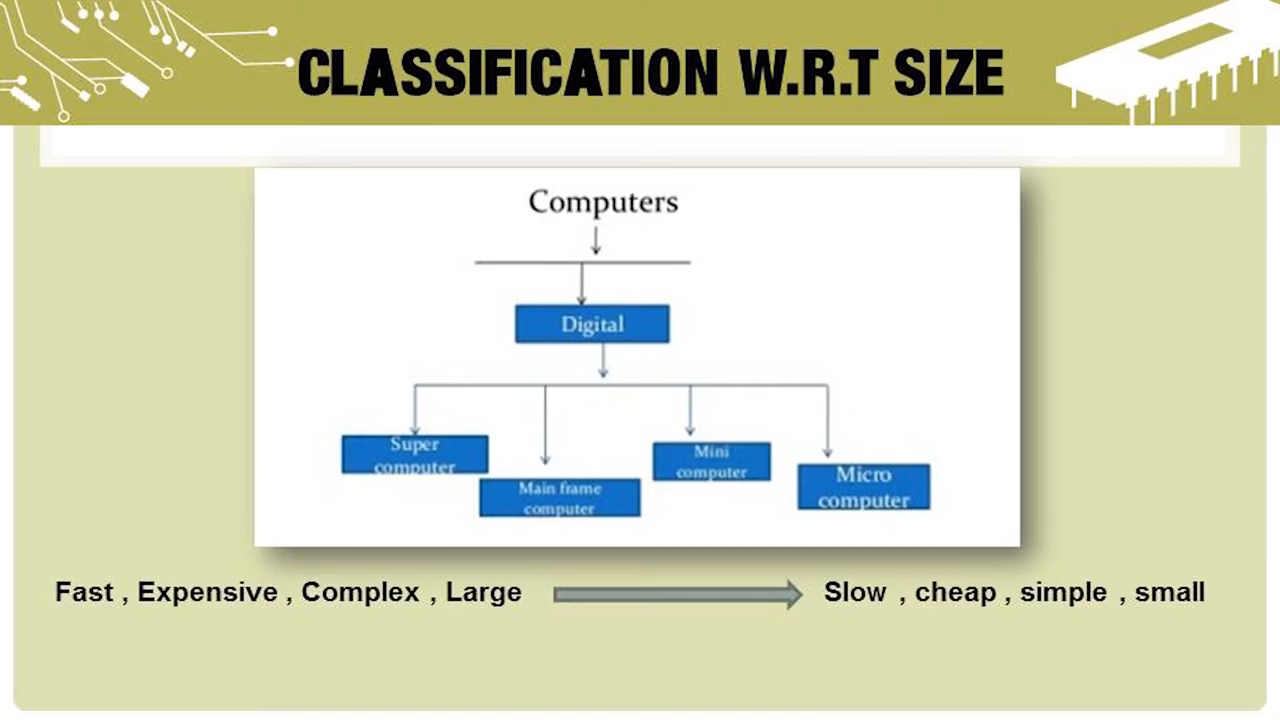 CLASSIFICATION W.R.T SIZE
Computers
Digital
Super
computer
Main frame
computer
Mini
computer
Micro
computer
Fast , Expensive , Complex , Large
Slow , cheap , simple , small